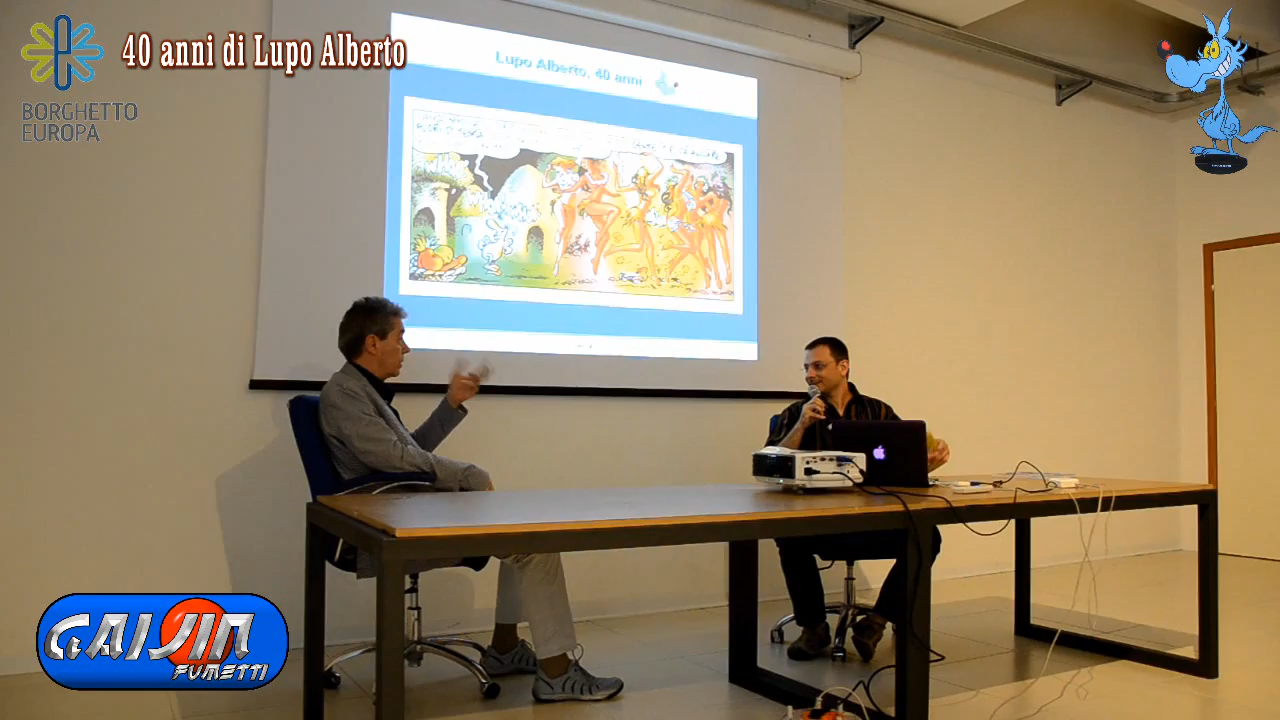 40 anni di Lupo Alberto
BORGHETTO
EUROPA
Lupo Alberto, 40 anni
GAIJIN
FUMETTI